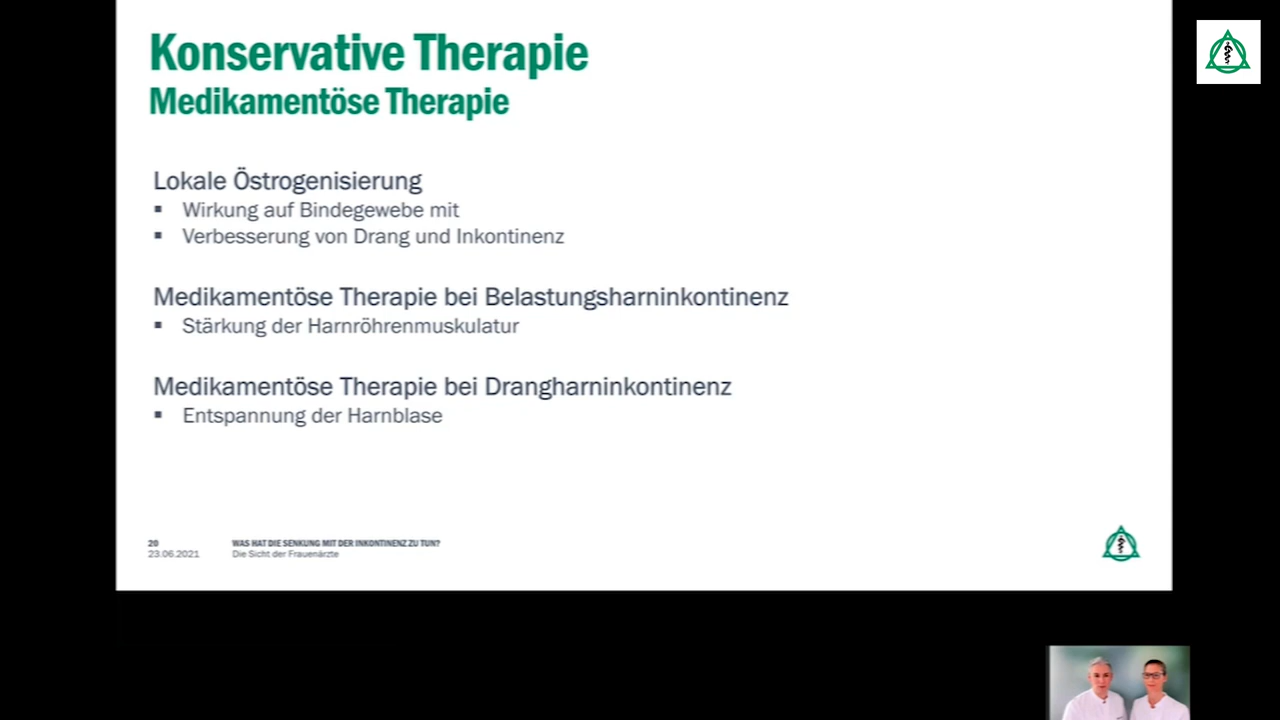 Konservative Therapie
Medikamentöse Therapie
Lokale Östrogenisierung
▪ Wirkung auf Bindegewebe mit
▪ Verbesserung von Drang und Inkontinenz
Medikamentöse Therapie bei Belastungsharninkontinenz
▪ Stärkung der Harnröhrenmuskulatur
Medikamentöse Therapie bei Drangharninkontinenz
▪ Entspannung der Harnblase
20
23.06.2021
WAS HAT DIE SENKUNG MIT DER INKONTINENZ ZU TUN?
Die Sicht der Frauenärzte